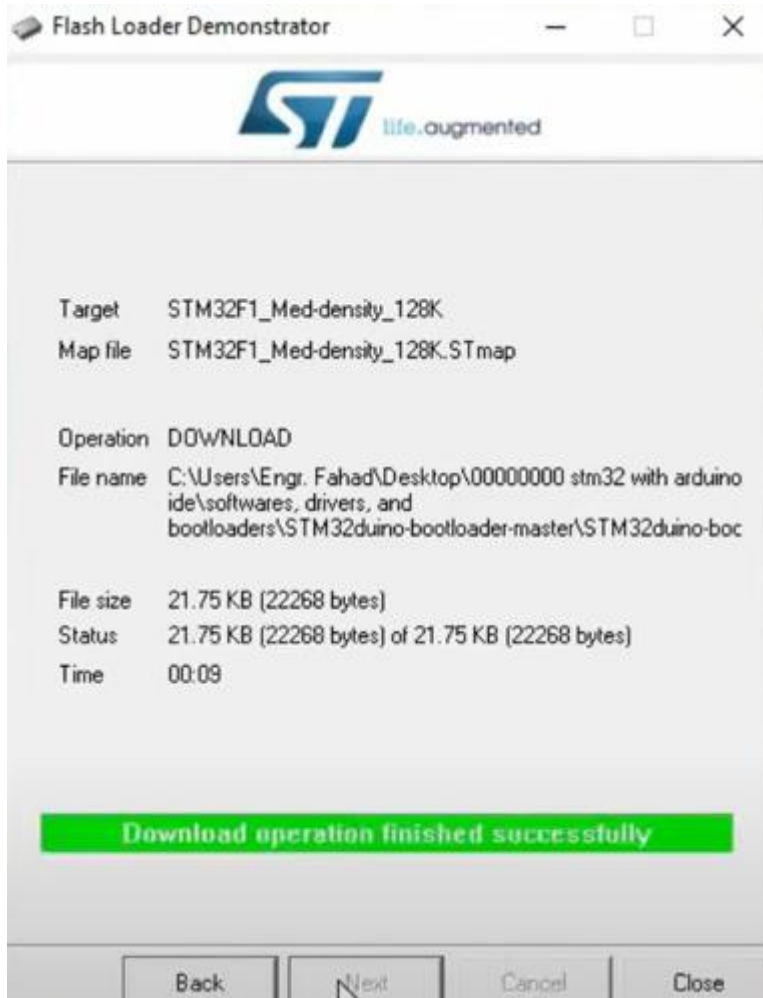 Flash Loader Demonstrator
ST life.augmented
Target STM32F1_Med-density_128K
Map file STM32F1_Med-density_128K.STmap
Operation DOWNLOAD
File name C:\Users\Engr. Fahad\Desktop\00000000 stm32 with arduino
ide\softwares, drivers, and
bootloaders\STM32duino-bootloader-master\STM32duino-boc
File size 21.75 KB (22268 bytes)
Status 21.75 KB (22268 bytes) of 21.75 KB (22268 bytes)
Time 00:09
Download operation finished successfully
Back Next Cancel Close